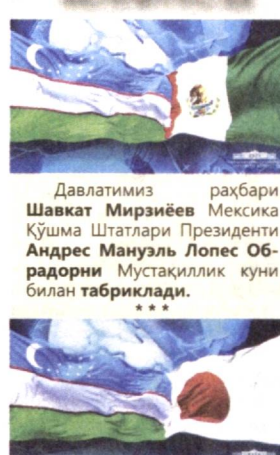 Давлатимиз раҳбари
Шавкат Мирзиёев Мексика
Қўшма Штатлари Президенти
Андрес Мануэль Лопес Об-
радорни Мустақиллик куни
билан табриклади.
* * *